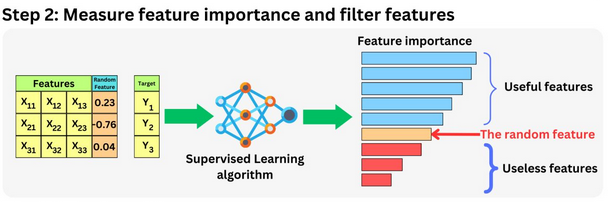 Step 2: Measure feature importance and filter features
Feature importance
Features
Random
Feature
Target
X11 X12 X13 0.23 Y1
X21 X22 X23 -0.76 Y2
X31 X32 X33 0.04 Y3
Supervised Learning
algorithm
Useful features
The random feature
Useless features